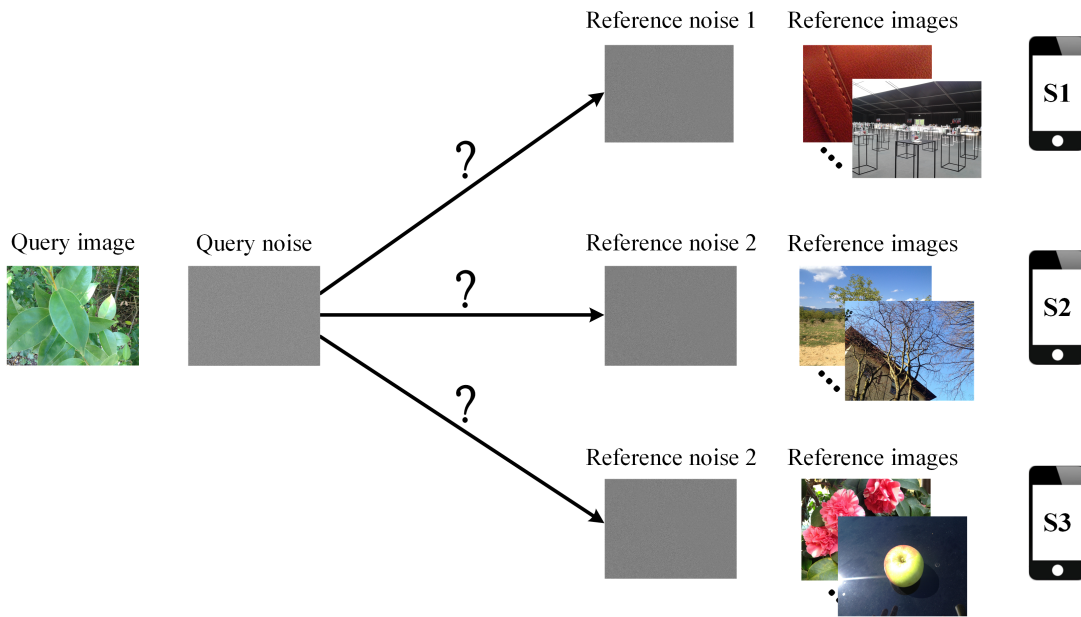 Reference noise 1
Reference images
S1
?
Query image
Query noise
?
Reference noise 2
Reference images
S2
?
Reference noise 2
Reference images
S3